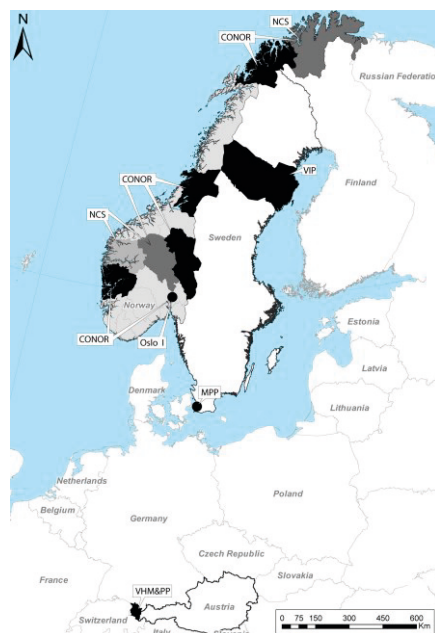 N
NCS
CONOR
Russian Federation
CONOR
VIP
Finland
NCS
Sweden
Norway
CONOR
Oslo I
Estonia
Latvia
Denmark
MPP
Lithuania
Netherlands
Poland
Belgium
Germany
Czech Republic
Slovakia
France
VHM&PP
Austria
Switzerland
Italy
0 75 150 300 450 600
Km